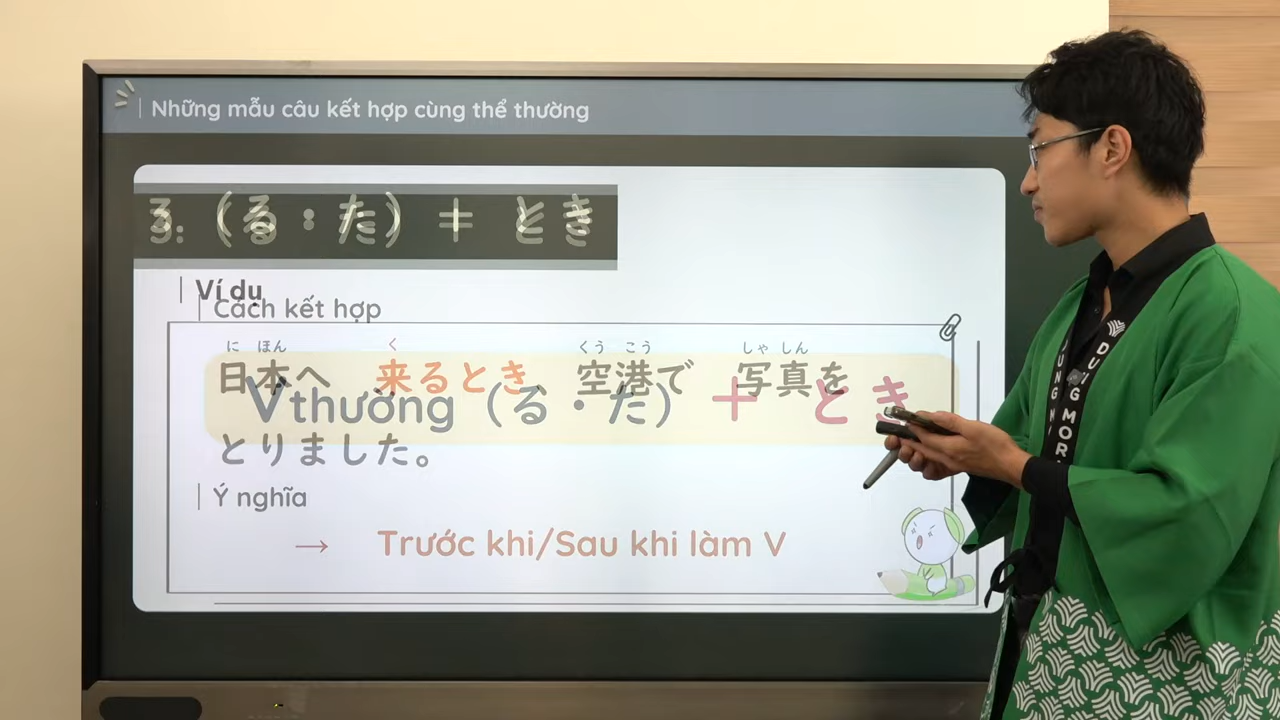 Những mẫu câu kết hợp cùng thể thường
3. （る・た）＋ とき
Ví dụ
Cách kết hợp
に ほん く くう こう しゃ しん
日本へ 来るとき、空港で 写真を
Vthường（る・た）＋ とき
とりました。
Ý nghĩa
→ Trước khi/Sau khi làm V
DUNG MORI